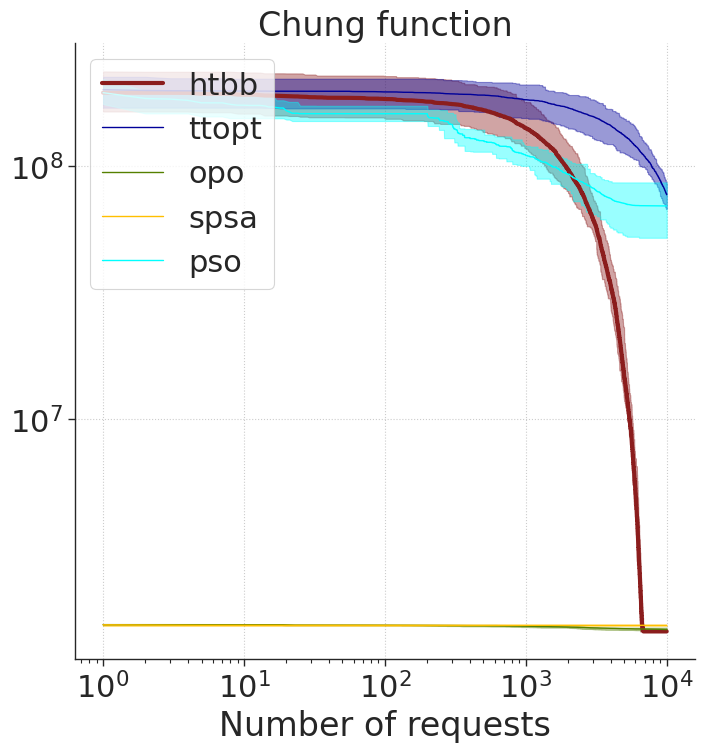 Chung function
htbb
ttopt
opo
spsa
pso
10^8
10^7
10^0 10^1 10^2 10^3 10^4
Number of requests